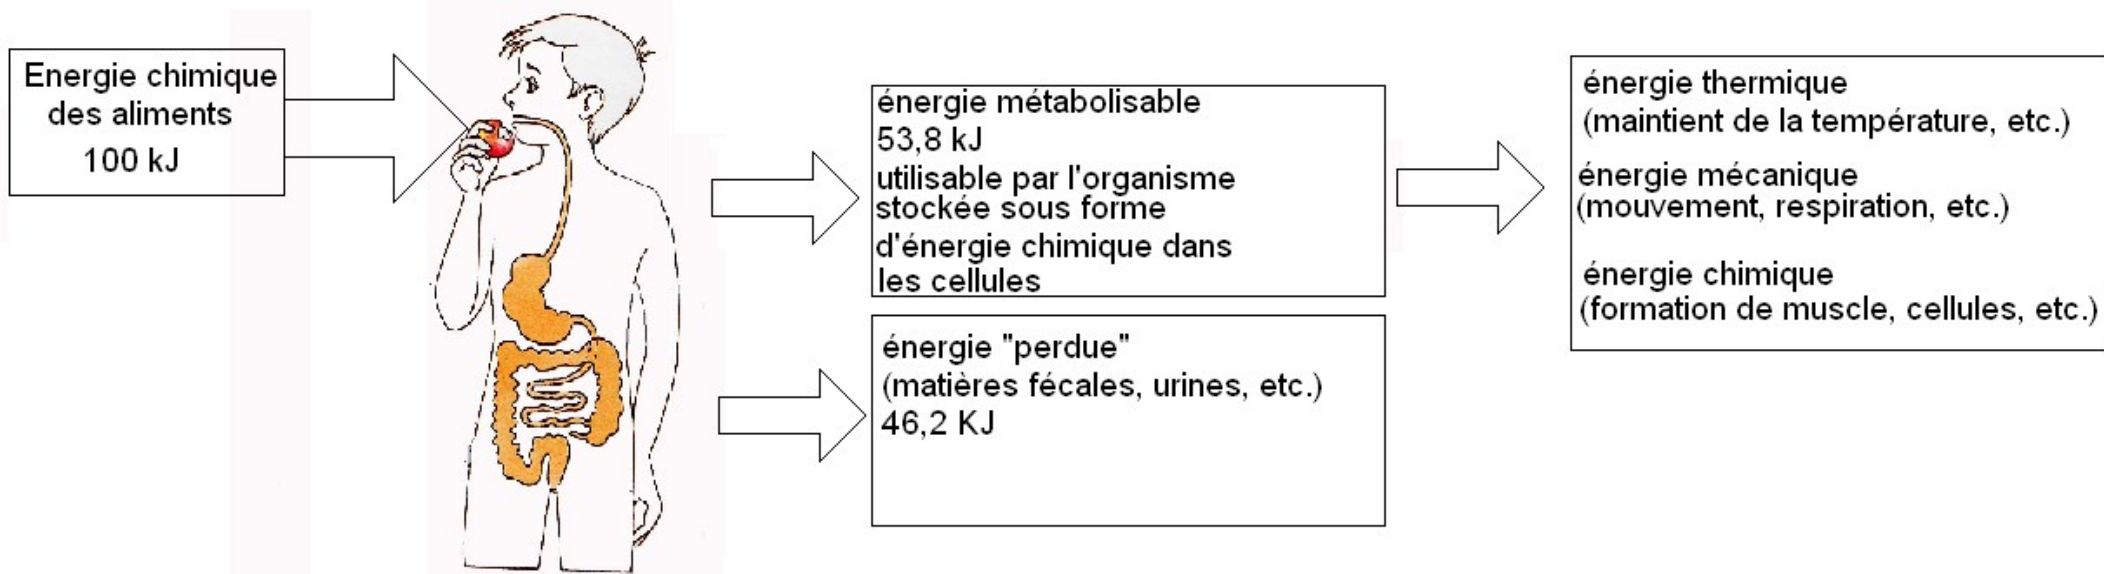 Energie chimique
des aliments
100 kJ
énergie métabolisable
53,8 kJ
utilisable par l'organisme
stockée sous forme
d'énergie chimique dans
les cellules
énergie "perdue"
(matières fécales, urines, etc.)
46,2 KJ
énergie thermique
(maintient de la température, etc.)
énergie mécanique
(mouvement, respiration, etc.)
énergie chimique
(formation de muscle, cellules, etc.)